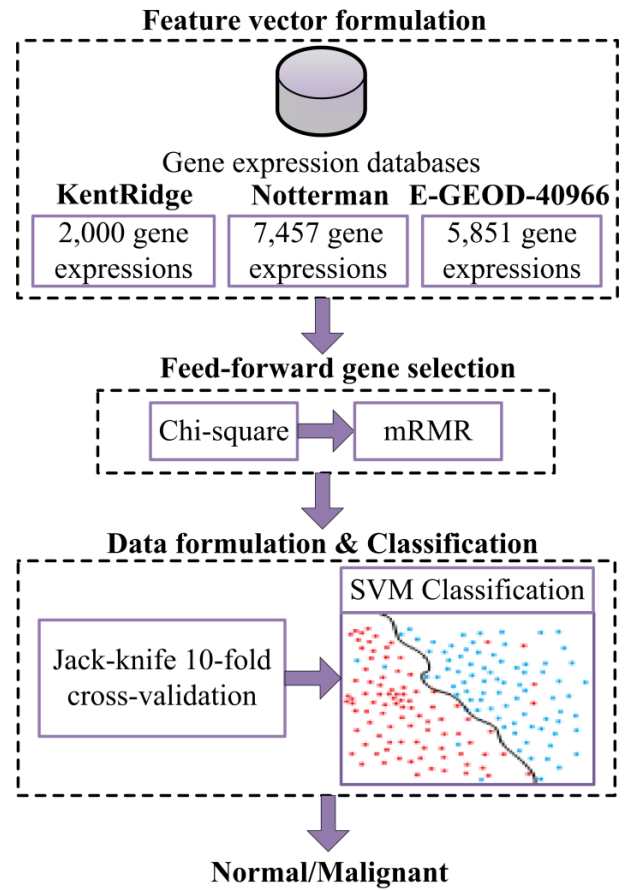 Feature vector formulation
Gene expression databases
KentRidge Notterman E-GEOD-40966
2,000 gene expressions
7,457 gene expressions
5,851 gene expressions
Feed-forward gene selection
Chi-square
mRMR
Data formulation & Classification
SVM Classification
Jack-knife 10-fold
cross-validation
Normal/Malignant